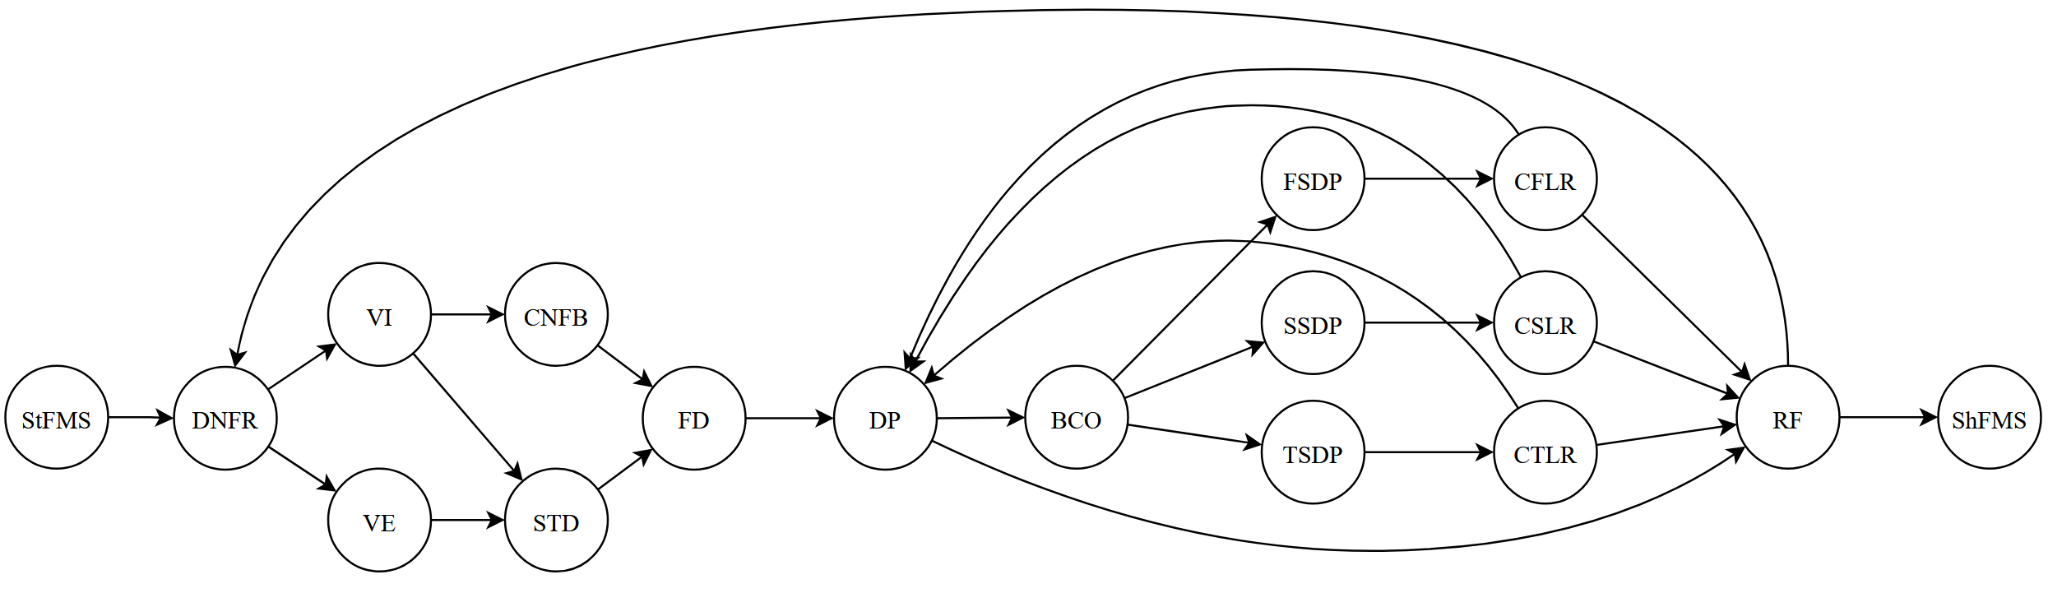 StFMS
DNFR
VI
VE
CNFB
STD
FD
DP
BCO
FSDP
SSDP
TSDP
CFLR
CSLR
CTLR
RF
ShFMS